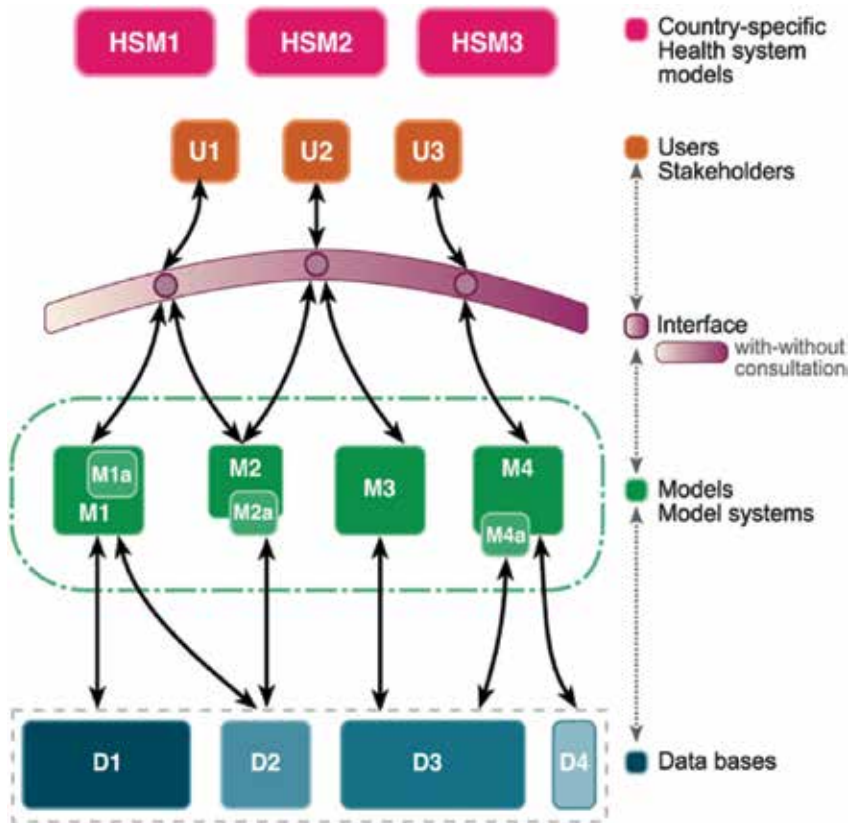 HSM1 HSM2 HSM3
Country-specific
Health system
models
U1 U2 U3
Users
Stakeholders
Interface
with-without
consultation
M1a
M1
M2
M2a
M3
M4
M4a
Models
Model systems
D1 D2 D3 D4
Data bases